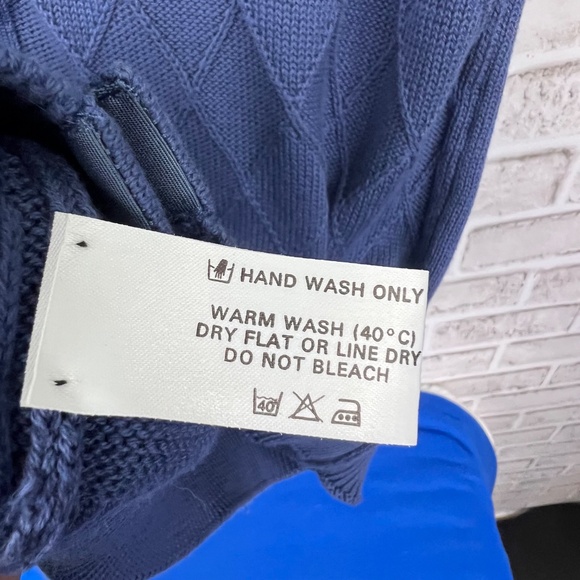 HAND WASH ONLY
WARM WASH (40°C)
DRY FLAT OR LINE DRY
DO NOT BLEACH
40